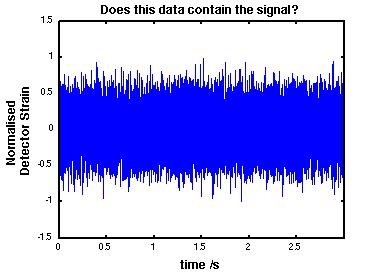 Does this data contain the signal?
1.5
1
0.5
0
-0.5
-1
-1.5
Normalised
Detector Strain
0 0.5 1 1.5 2 2.5
time /s